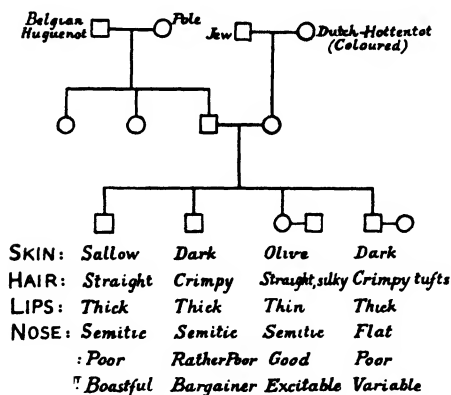 Belgian Huguenot
Pole
Jew
Dutch-Hottentot (Coloured)
SKIN: Sallow Dark Olive Dark
HAIR: Straight Crimpy Straight, silky Crimpy tufts
LIPS: Thick Thick Thin Thick
NOSE: Semitic Semitic Semitic Flat
: Poor Rather Poor Good Poor
Boastful Bargainer Excitable Variable